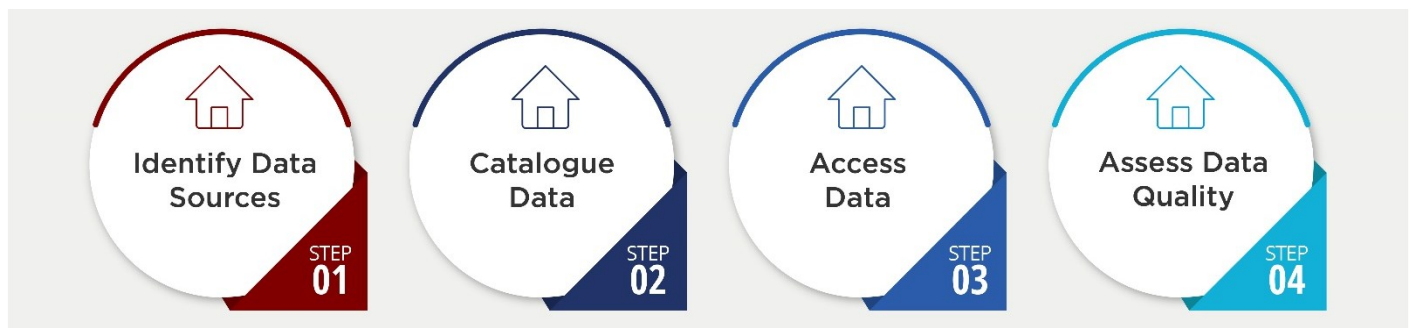 Identify Data
Sources
STEP
01
Catalogue
Data
STEP
02
Access
Data
STEP
03
Assess Data
Quality
STEP
04